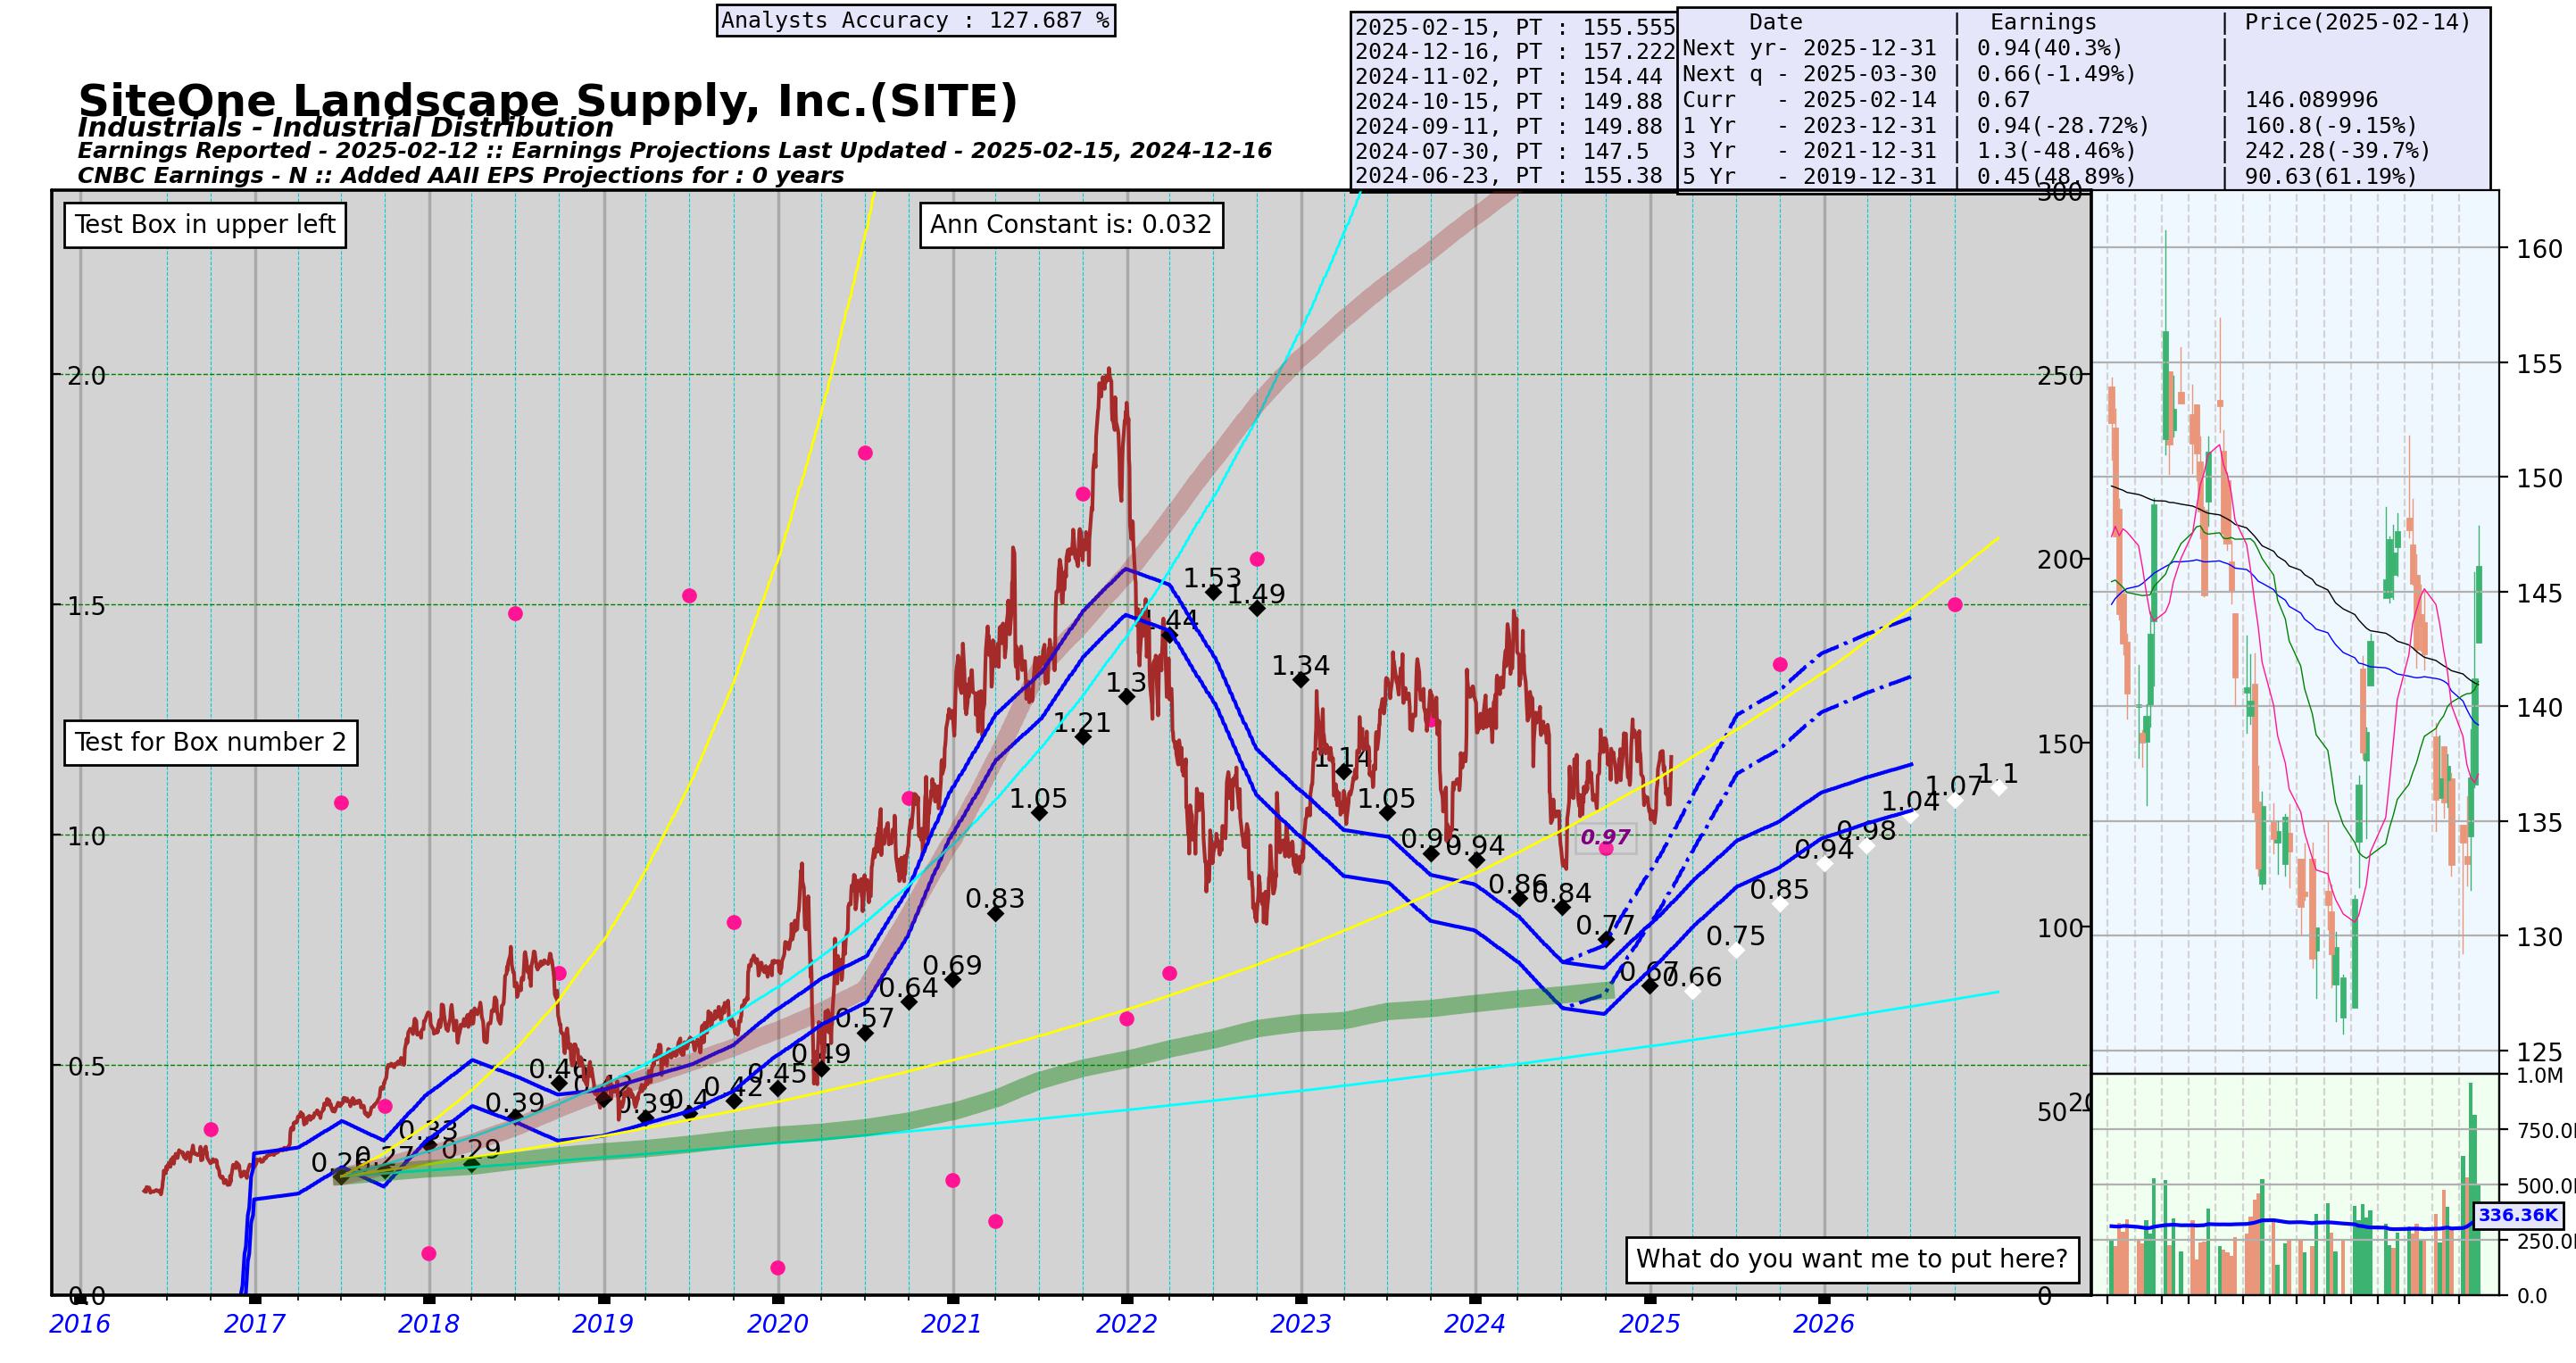 Analysts Accuracy : 127.687 %
SiteOne Landscape Supply, Inc.(SITE)
Industrials - Industrial Distribution
Earnings Reported - 2025-02-12 :: Earnings Projections Last Updated - 2025-02-15, 2024-12-16
CNBC Earnings - N :: Added AAII EPS Projections for : 0 years
2025-02-15, PT : 155.555
2024-12-16, PT : 157.222
2024-11-02, PT : 154.44
2024-10-15, PT : 149.88
2024-09-11, PT : 149.88
2024-07-30, PT : 147.5
2024-06-23, PT : 155.38
Date | Earnings | Price(2025-02-14)
Next yr- 2025-12-31 | 0.94(40.3%) |
Next q - 2025-03-30 | 0.66(-1.49%) |
Curr - 2025-02-14 | 0.67 | 146.089996
1 Yr - 2023-12-31 | 0.94(-28.72%) | 160.8(-9.15%)
3 Yr - 2021-12-31 | 1.3(-48.46%) | 242.28(-39.7%)
5 Yr - 2019-12-31 | 0.45(48.89%) | 90.63(61.19%)
Test Box in upper left
Ann Constant is: 0.032
Test for Box number 2
What do you want me to put here?
2.0
1.5
1.0
0.5
0.0
300
250
200
150
100
50
0
0.26
0.27
0.33
0.29
0.39
0.46
0.39
0.4
0.42
0.45
0.49
0.57
0.64
0.69
0.83
1.05
1.21
1.3
1.44
1.53
1.49
1.34
1.14
1.05
0.96
0.94
0.86
0.84
0.77
0.97
0.67
0.66
0.75
0.85
0.94
0.98
1.04
1.07
1.1
2016 2017 2018 2019 2020 2021 2022 2023 2024 2025 2026
160
155
150
145
140
135
130
125
1.0M
750.0
500.0
336.36K
250.0
0.0